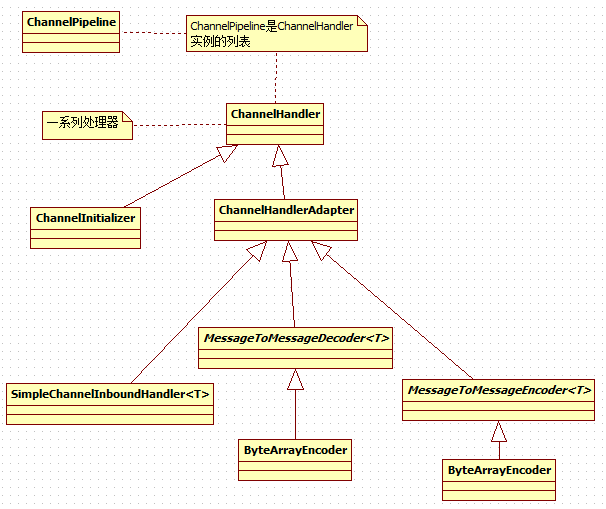 ChannelPipeline
ChannelPipeline是ChannelHandler
实例的列表
一系列处理器
ChannelHandler
ChannelInitializer
ChannelHandlerAdapter
MessageToMessageDecoder<T>
SimpleChannelInboundHandler<T>
MessageToMessageEncoder<T>
ByteArrayEncoder
ByteArrayEncoder